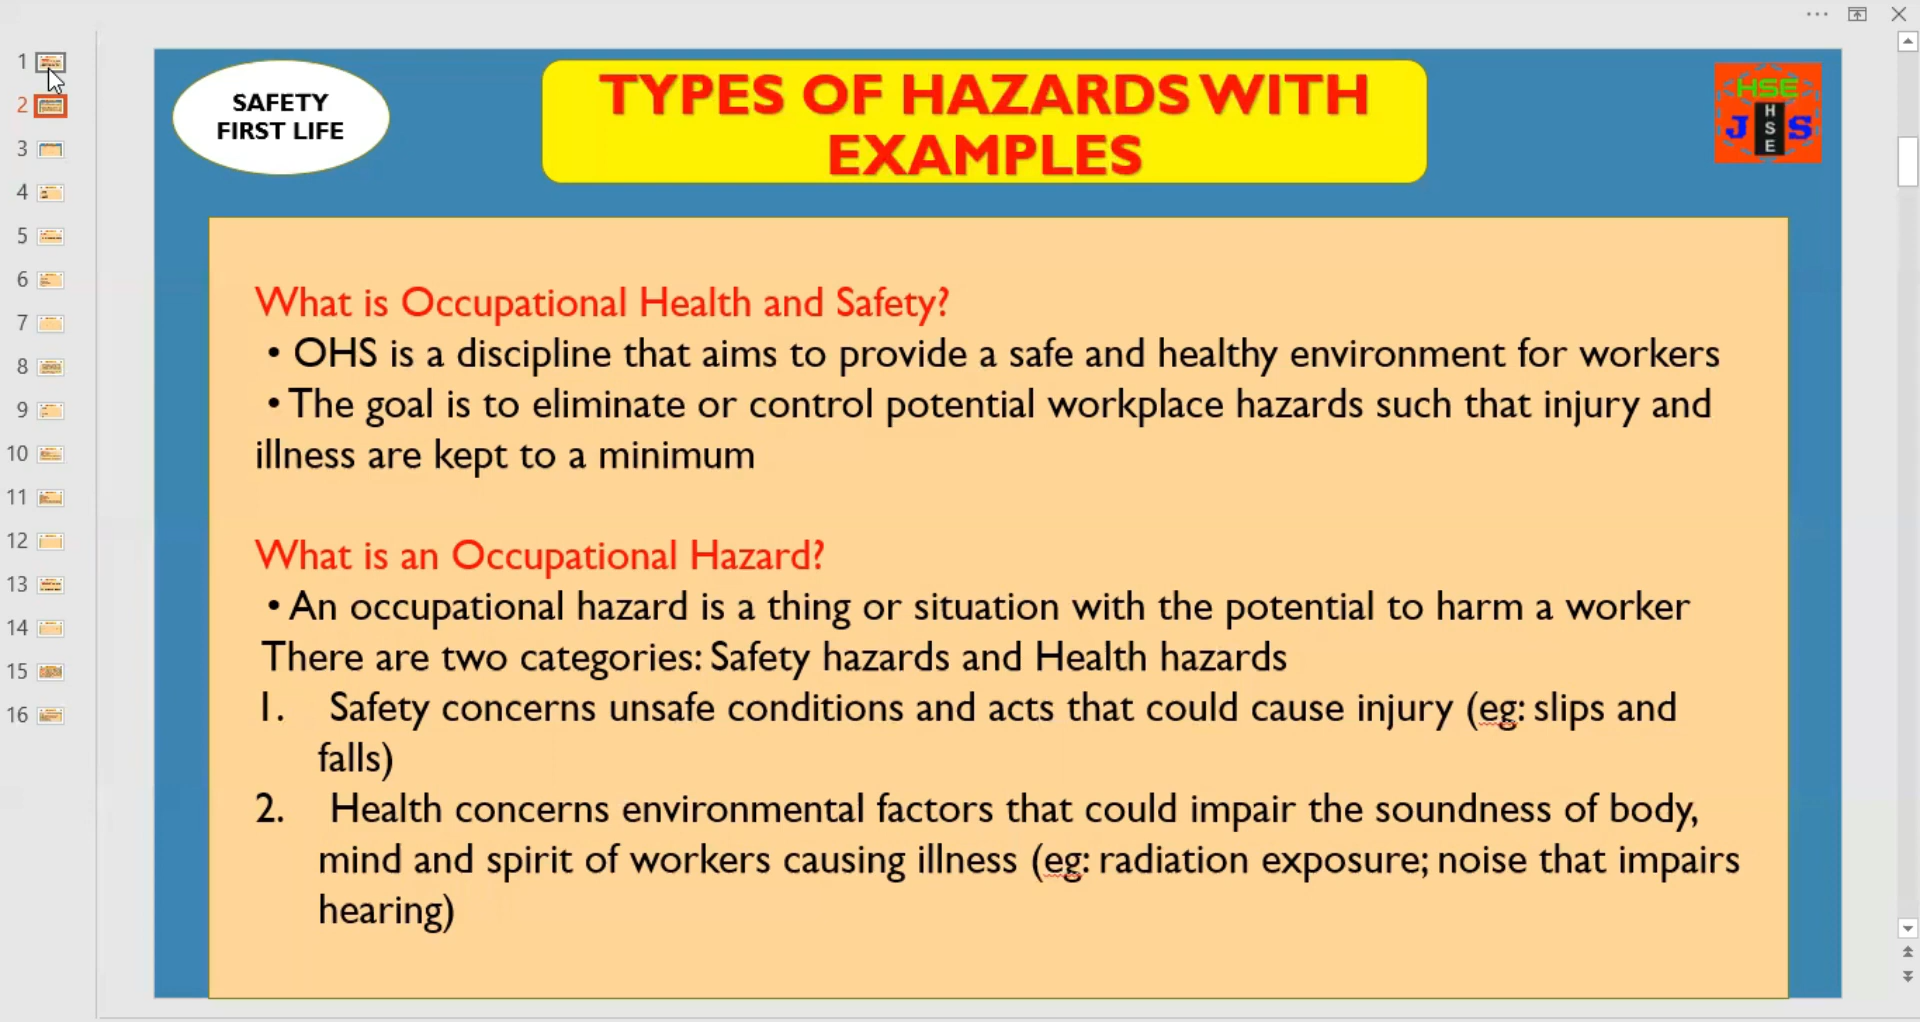 1
2
3
4
5
6
7
8
9
10
11
12
13
14
15
16
SAFETY
FIRST LIFE
TYPES OF HAZARDS WITH
EXAMPLES
HSE
J HSE S
What is Occupational Health and Safety?
• OHS is a discipline that aims to provide a safe and healthy environment for workers
• The goal is to eliminate or control potential workplace hazards such that injury and
illness are kept to a minimum
What is an Occupational Hazard?
• An occupational hazard is a thing or situation with the potential to harm a worker
There are two categories: Safety hazards and Health hazards
1. Safety concerns unsafe conditions and acts that could cause injury (eg: slips and
falls)
2. Health concerns environmental factors that could impair the soundness of body,
mind and spirit of workers causing illness (eg: radiation exposure; noise that impairs
hearing)